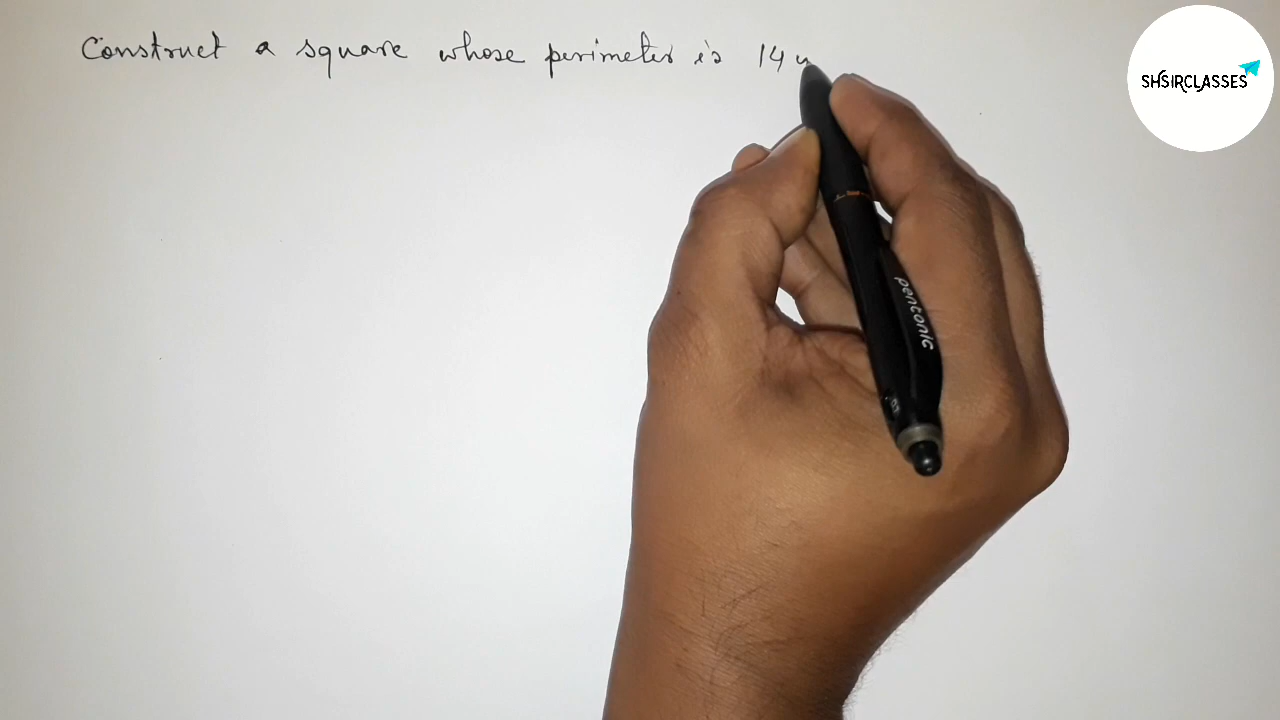 Construct a square whose perimeter is 14
SHSIRCLASSES
pentonic